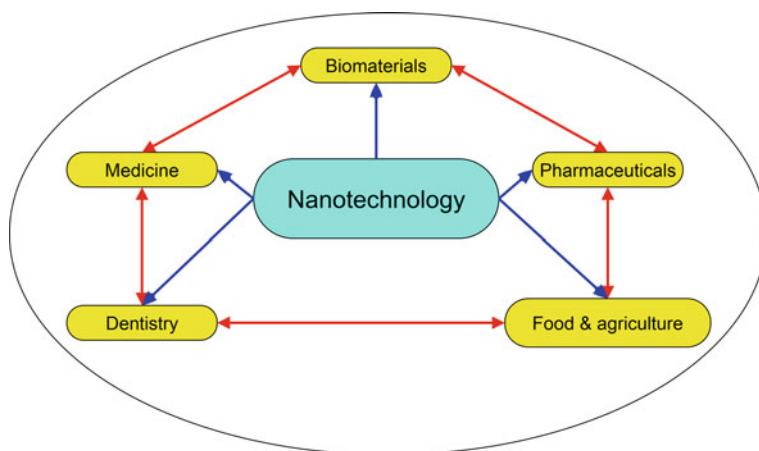 Biomaterials
Medicine
Pharmaceuticals
Nanotechnology
Dentistry
Food & agriculture